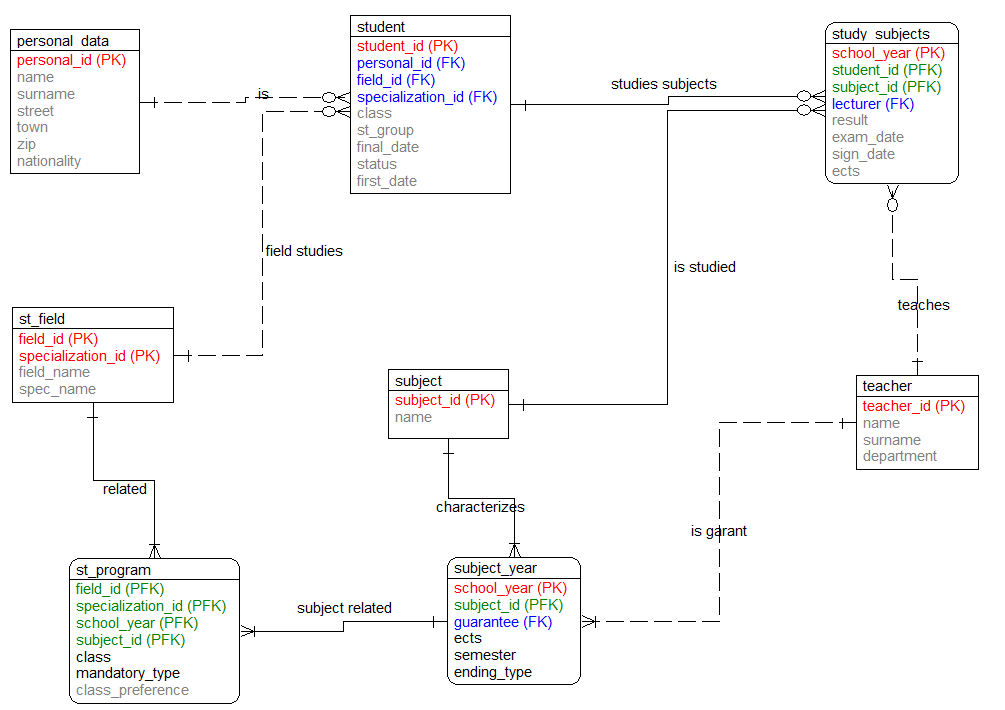 personal_data
personal_id (PK)
name
surname
street
town
zip
nationality
is
student
student_id (PK)
personal_id (FK)
field_id (FK)
specialization_id (FK)
class
st_group
final_date
status
first_date
studies subjects
study_subjects
school_year (PK)
student_id (PFK)
subject_id (PFK)
lecturer (FK)
result
exam_date
sign_date
ects
field studies
is studied
teaches
st_field
field_id (PK)
specialization_id (PK)
field_name
spec_name
subject
subject_id (PK)
name
teacher
teacher_id (PK)
name
surname
department
related
characterizes
is garant
st_program
field_id (PFK)
specialization_id (PFK)
school_year (PFK)
subject_id (PFK)
class
mandatory_type
class_preference
subject related
subject_year
school_year (PK)
subject_id (PFK)
guarantee (FK)
ects
semester
ending_type